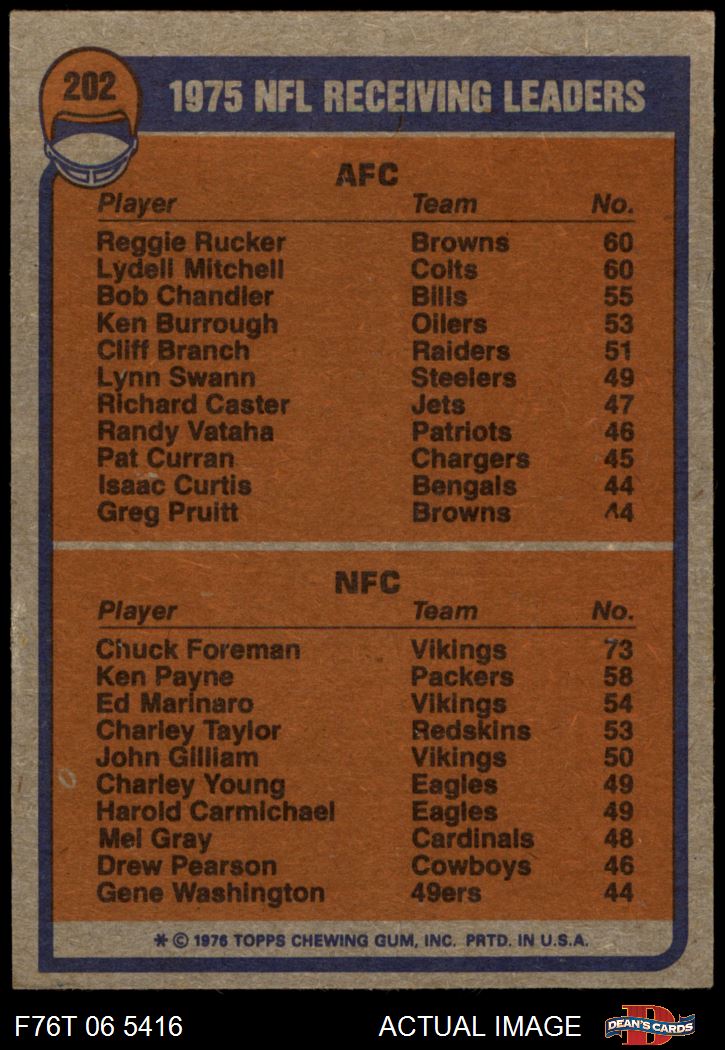 202
1975 NFL RECEIVING LEADERS
AFC
Player Team No.
Reggie Rucker Browns 60
Lydell Mitchell Colts 60
Bob Chandler Bills 55
Ken Burrough Oilers 53
Cliff Branch Raiders 51
Lynn Swann Steelers 49
Richard Caster Jets 47
Randy Vataha Patriots 46
Pat Curran Chargers 45
Isaac Curtis Bengals 44
Greg Pruitt Browns 44
NFC
Player Team No.
Chuck Foreman Vikings 73
Ken Payne Packers 58
Ed Marinaro Vikings 54
Charley Taylor Redskins 53
John Gilliam Vikings 50
Charley Young Eagles 49
Harold Carmichael Eagles 49
Mel Gray Cardinals 48
Drew Pearson Cowboys 46
Gene Washington 49ers 44
* © 1976 TOPPS CHEWING GUM, INC. PRTD. IN U.S.A.
F76T 06 5416 ACTUAL IMAGE D DEAN'S CARDS